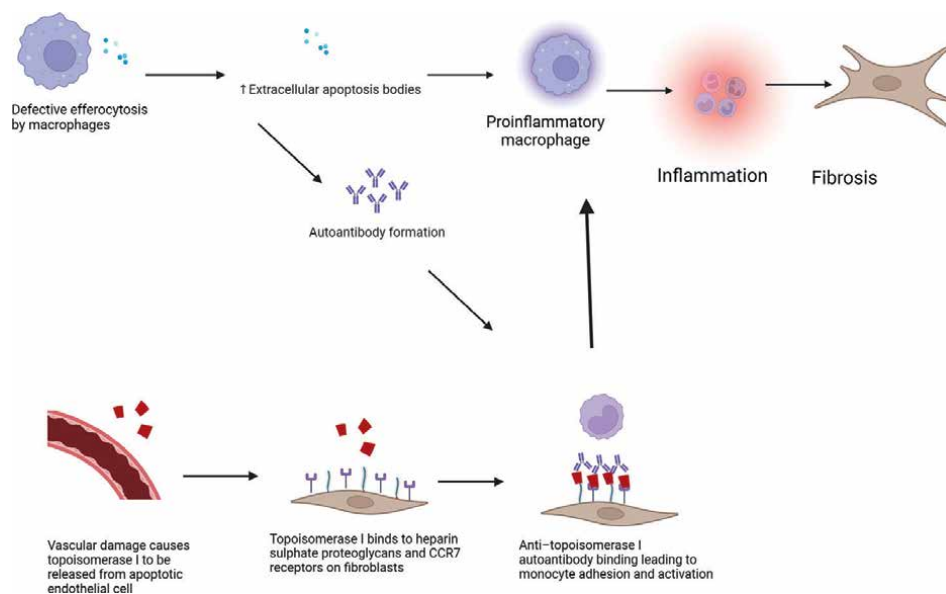 Defective efferocytosis
by macrophages
↑ Extracellular apoptosis bodies
Proinflammatory
macrophage
Inflammation
Fibrosis
Autoantibody formation
Vascular damage causes
topoisomerase I to be
released from apoptotic
endothelial cell
Topoisomerase I binds to heparin
sulphate proteoglycans and CCR7
receptors on fibroblasts
Anti–topoisomerase I
autoantibody binding leading to
monocyte adhesion and activation